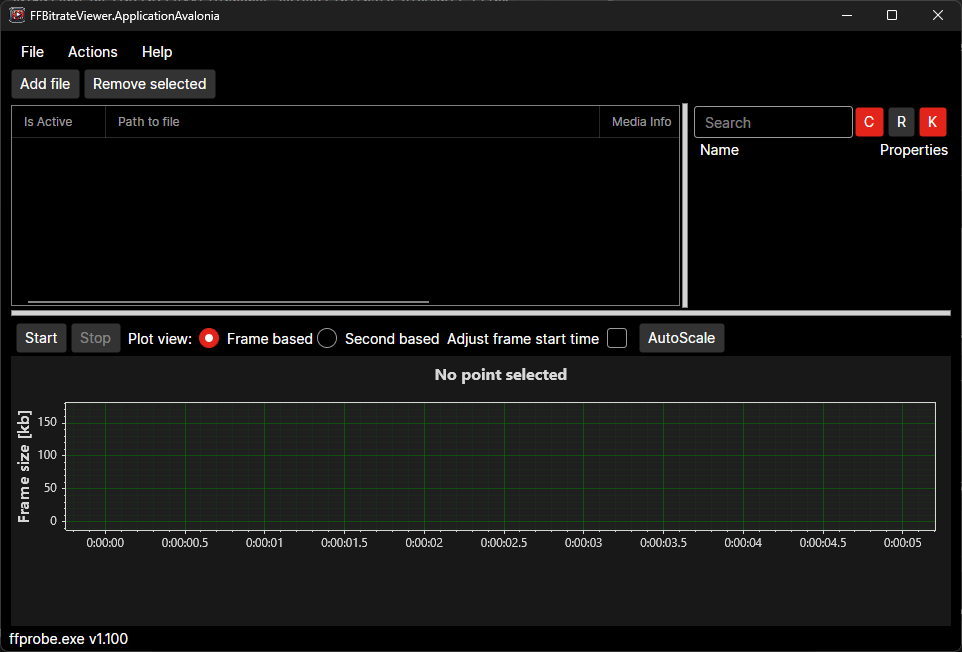 FFBitrateViewer.ApplicationAvalonia
File Actions Help
Add file Remove selected
Is Active Path to file Media Info
Search C R K
Name Properties
Start Stop Plot view: Frame based Second based Adjust frame start time AutoScale
No point selected
Frame size [kb]
150
100
50
0
0:00:00 0:00:00.5 0:00:01 0:00:01.5 0:00:02 0:00:02.5 0:00:03 0:00:03.5 0:00:04 0:00:04.5 0:00:05
ffprobe.exe v1.100